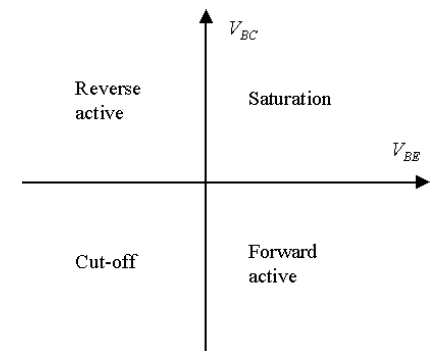 V_BC
Reverse
active
Saturation
V_BE
Cut-off
Forward
active